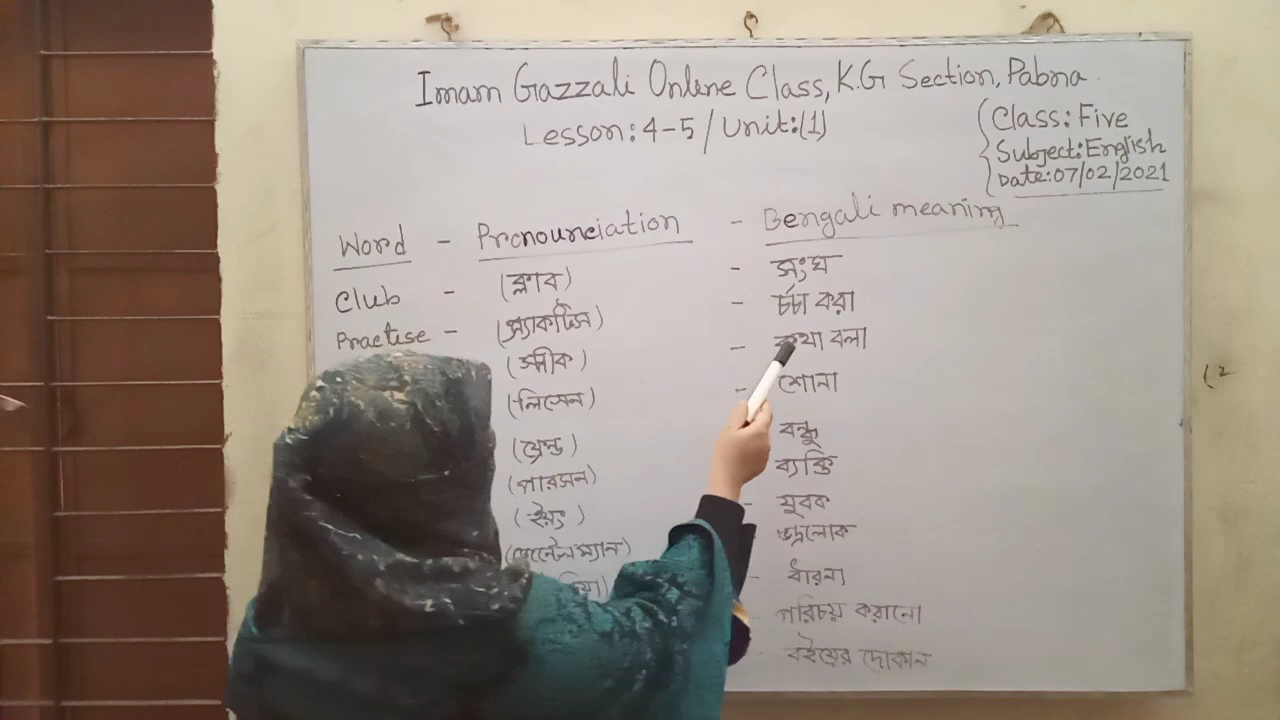 Imam Gazzali Online Class, K.G Section, Pabna
Lesson: 4-5 / Unit:(1)
Class: Five
Subject: English
Date: 07/02/2021
Word - Pronounciation - Bengali meaning
Club - (ক্লাব) - সংঘ
Practise - (প্র্যাকটিস) - চর্চা করা
(স্পীক) - কথা বলা
(লিসেন) - শোনা
(ফ্রেন্ড) বন্ধু
(পারসন) ব্যক্তি
(ইয়ং) - যুবক
(জেন্টেলম্যান) ভদ্রলোক
- ধারনা
পরিচয় করানো
বইয়ের দোকান